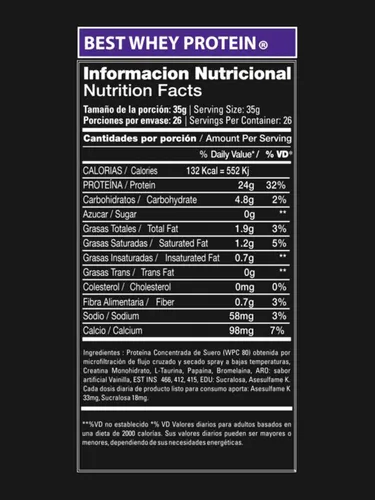 BEST WHEY PROTEIN®
Informacion Nutricional
Nutrition Facts
Tamaño de la porción: 35g | Serving Size: 35g
Porciones por envase: 26 | Servings Per Container: 26
Cantidades por porción / Amount Per Serving
% Daily Value*/ % VD*
CALORIAS / Calories 132 Kcal = 552 Kj
PROTEÍNA / Protein 24g 32%
Carbohidratos / Carbohydrate 4.8g 2%
Azucar / Sugar 0g **
Grasas Totales / Total Fat 1.9g 3%
Grasas Saturadas / Saturated Fat 1.2g 5%
Grasas Insaturadas / Insaturated Fat 0.7g **
Grasas Trans / Trans Fat 0g **
Colesterol / Cholesterol 0mg 0%
Fibra Alimentaria / Fiber 0.7g 3%
Sodio / Sodium 58mg 3%
Calcio / Calcium 98mg 7%
Ingredientes : Proteína Concentrada de Suero (WPC 80) obtenida por
microfiltración de flujo cruzado y secado spray a bajas temperaturas,
Creatina Monohidrato, L-Taurina, Papaína, Bromelaina, ARO: sabor
artificial Vainilla, EST INS 466, 412, 415, EDU: Sucralosa, Asesulfame K.
Cada dosis diaria de producto listo para consumo aporta: Asesulfame K
33mg, Sucralosa 18mg.
**%VD no establecido *% VD Valores diarios para adultos basados en
una dieta de 2000 calorías. Sus valores diarios pueden ser mayores o
menores, dependiendo de sus necesidades energéticas.